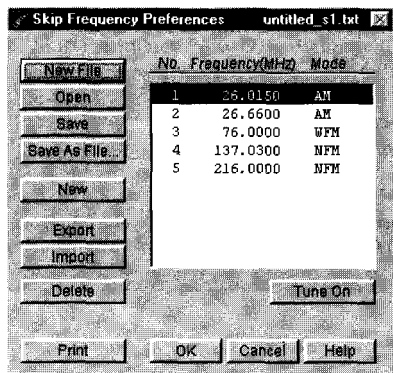 Skip Frequency Preferences untitled_s1.txt
New File
Open
Save
Save As File...
New
Export
Import
Delete
Print
No. Frequency(MHz) Mode
1 26.0150 AM
2 26.6600 AM
3 76.0000 WFM
4 137.0300 NFM
5 216.0000 NFM
Tune On
OK Cancel Help